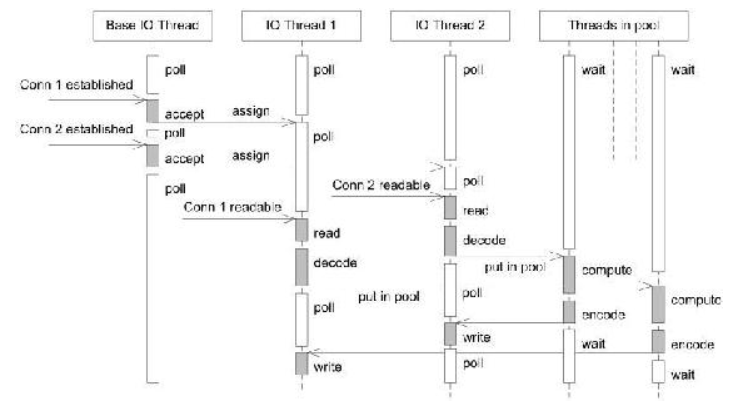 Base IO Thread
IO Thread 1
IO Thread 2
Threads in pool
poll
poll
poll
wait
wait
Conn 1 established
accept
assign
Conn 2 established
poll
poll
accept
assign
poll
Conn 2 readable
poll
Conn 1 readable
read
read
decode
decode
put in pool
compute
put in pool
poll
compute
poll
encode
write
wait
encode
write
poll
wait